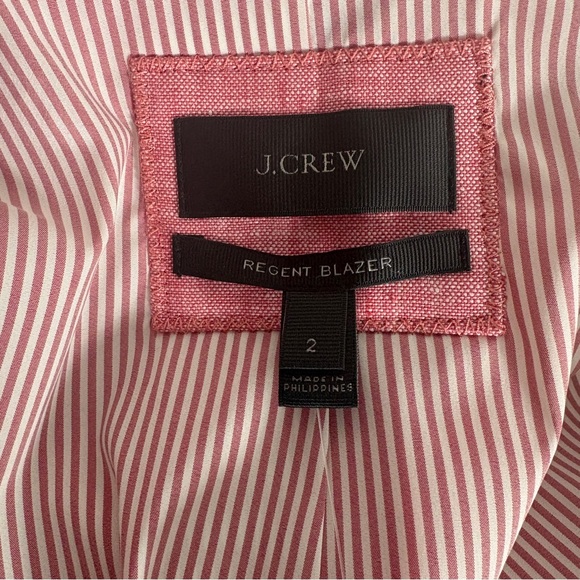 J.CREW
REGENT BLAZER
2
MADE IN
PHILIPPINES